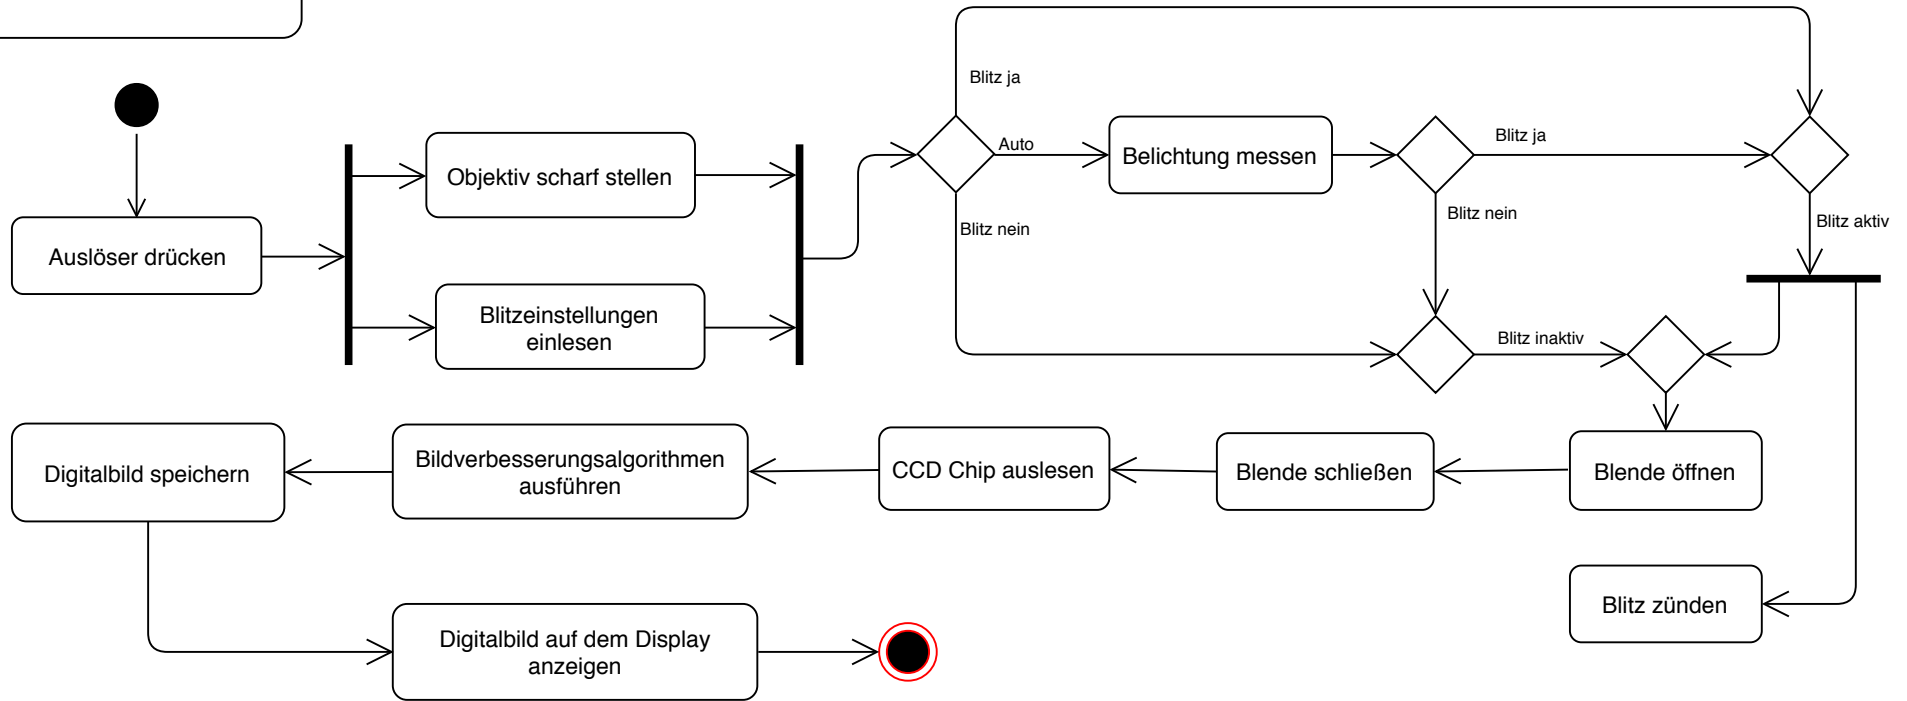 Blitz ja
Auto
Blitz ja
Belichtung messen
Objektiv scharf stellen
Blitz nein
Blitz aktiv
Blitz nein
Auslöser drücken
Blitzeinstellungen
einlesen
Blitz inaktiv
Digitalbild speichern
Bildverbesserungsalgorithmen
ausführen
CCD Chip auslesen
Blende schließen
Blende öffnen
Blitz zünden
Digitalbild auf dem Display
anzeigen